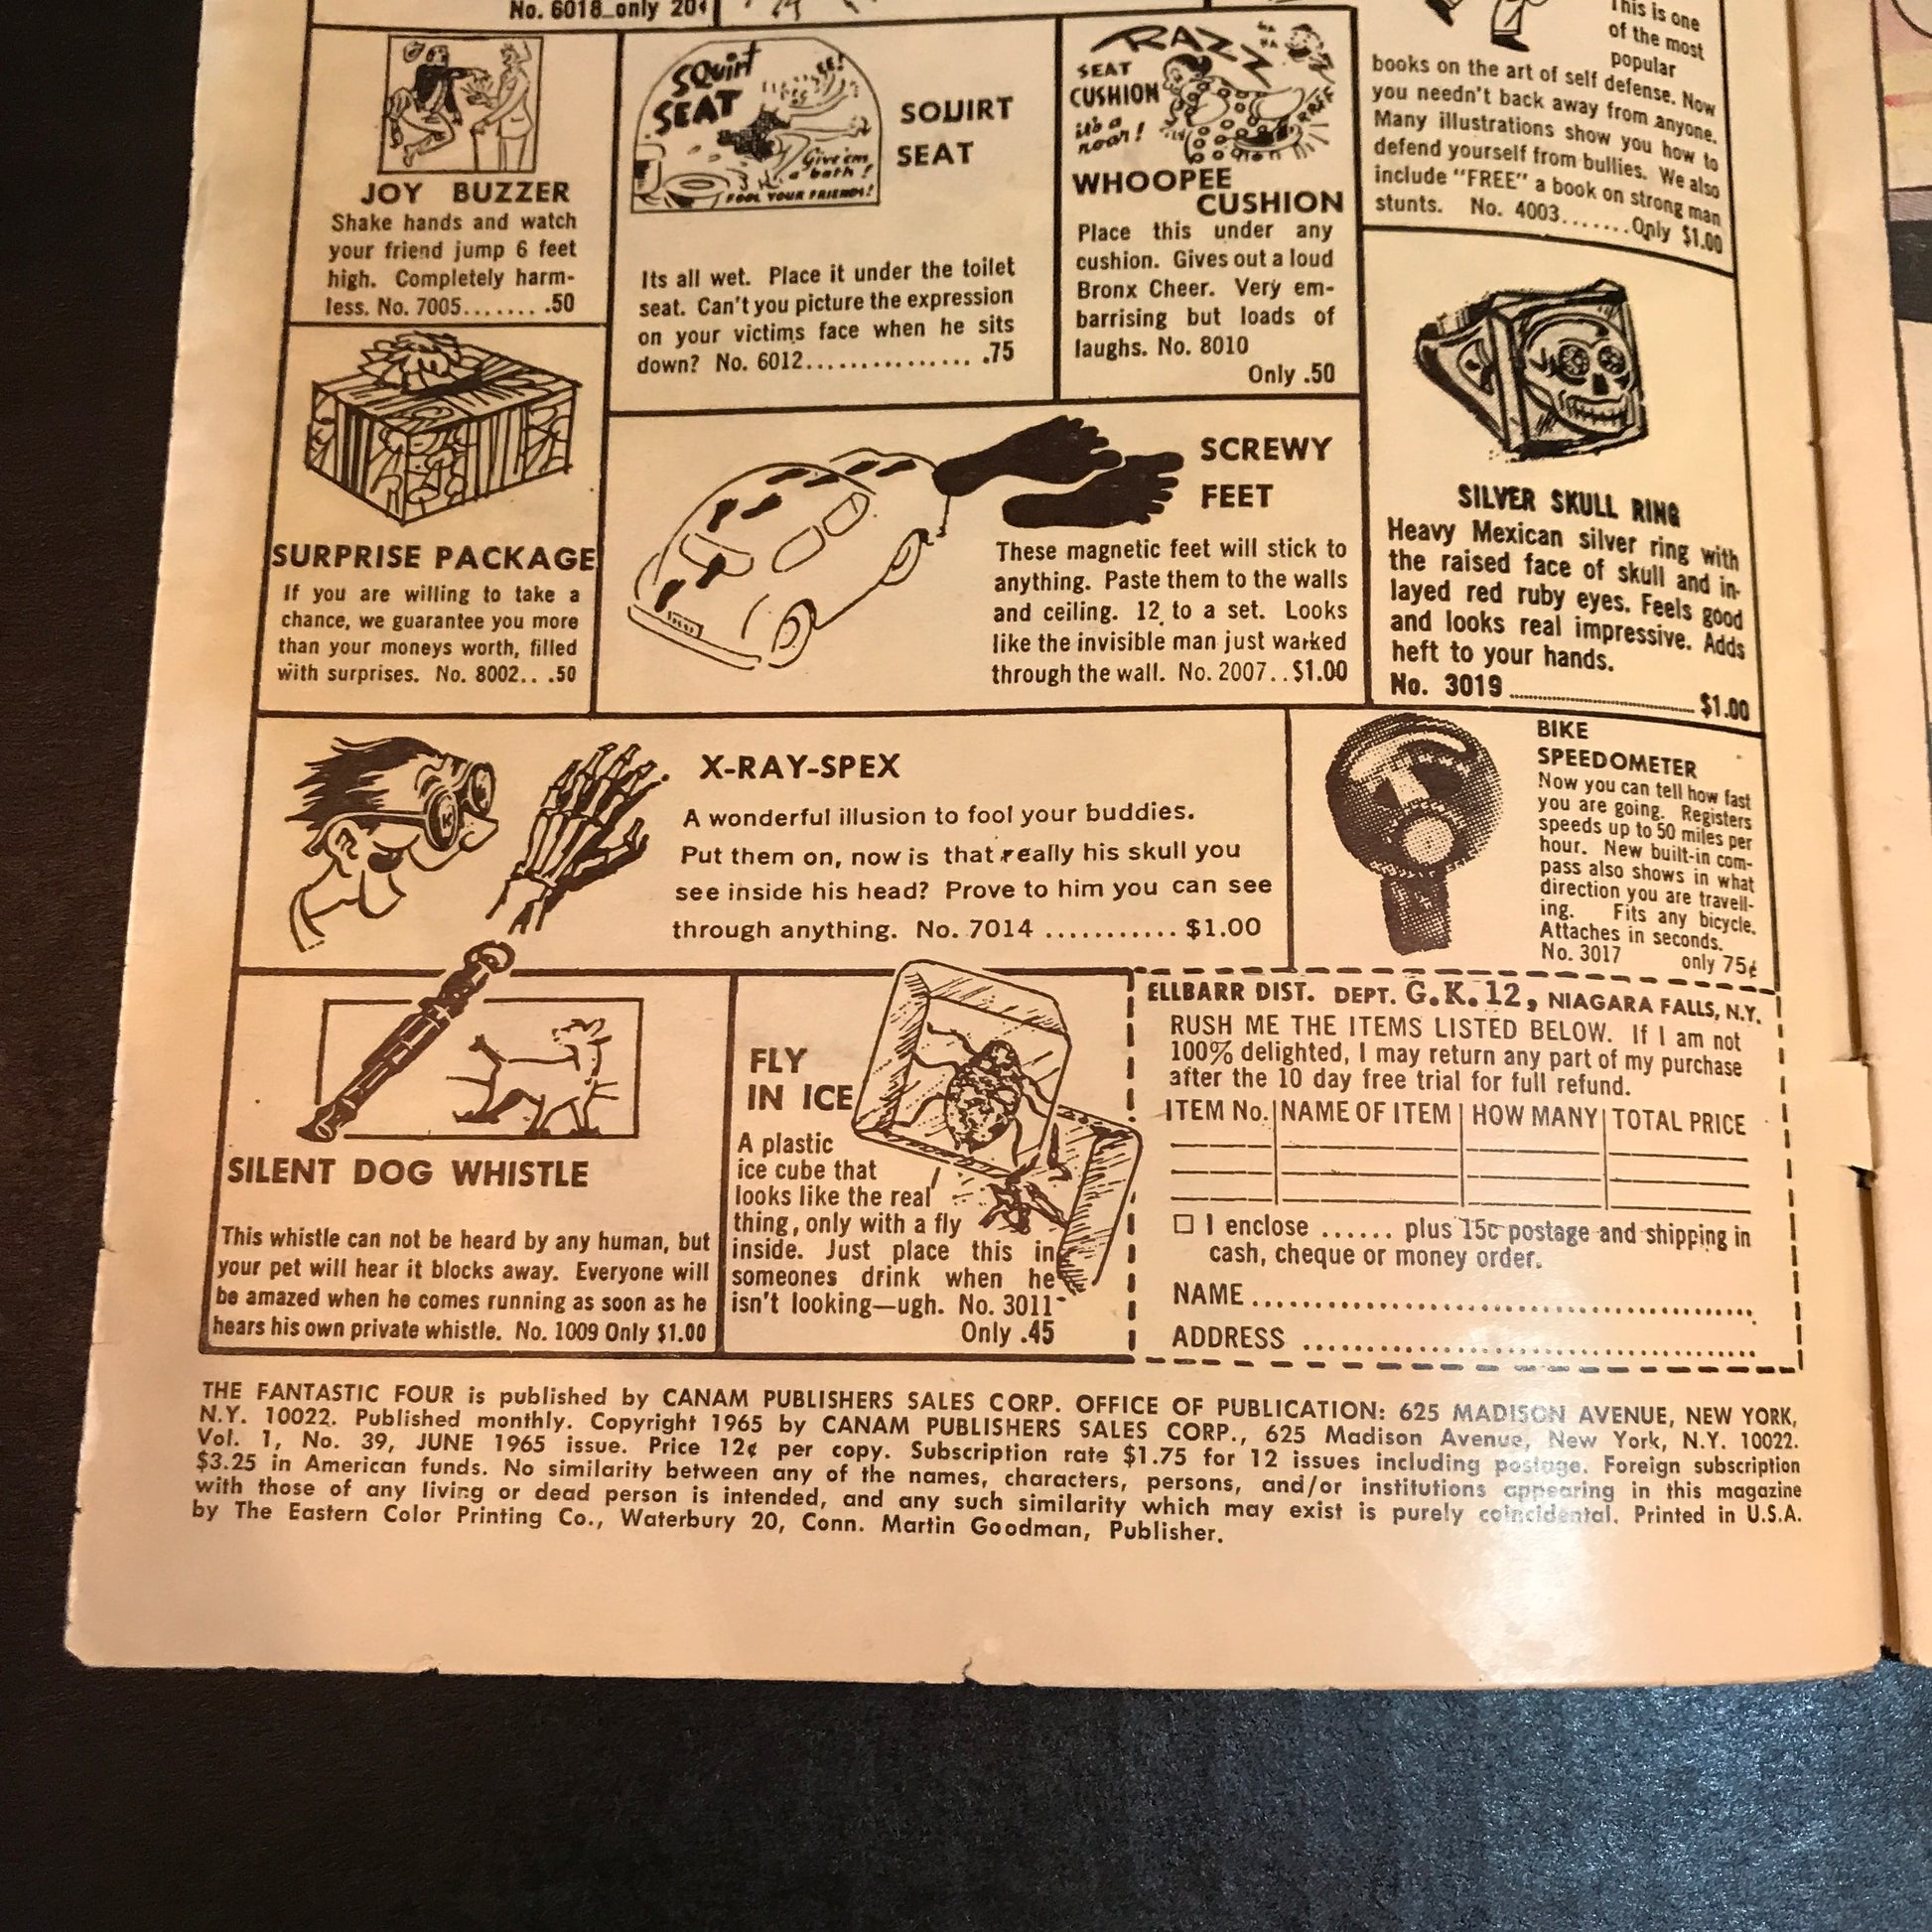 No. 6018 only 20¢
JOY BUZZER
Shake hands and watch
your friend jump 6 feet
high. Completely harm-
less. No. 7005....... .50
SQuirt
SEAT
EE!
Give 'em
a bath!
FOOL YOUR FRIENDS!
SQUIRT
SEAT
Its all wet. Place it under the toilet
seat. Can't you picture the expression
on your victims face when he sits
down? No. 6012............... .75
RAZZ
HA HA
SEAT
CUSHION
it's a
roar!
WHOOPEE
CUSHION
Place this under any
cushion. Gives out a loud
Bronx Cheer. Very em-
barrising but loads of
laughs. No. 8010
Only .50
This is one
of the most
popular
books on the art of self defense. Now
you needn't back away from anyone.
Many illustrations show you how to
defend yourself from bullies. We also
include "FREE" a book on strong man
stunts. No. 4003.......Only $1.00
SURPRISE PACKAGE
If you are willing to take a
chance, we guarantee you more
than your moneys worth, filled
with surprises. No. 8002.. .50
SCREWY
FEET
These magnetic feet will stick to
anything. Paste them to the walls
and ceiling. 12 to a set. Looks
like the invisible man just warked
through the wall. No. 2007..$1.00
SILVER SKULL RING
Heavy Mexican silver ring with
the raised face of skull and in-
layed red ruby eyes. Feels good
and looks real impressive. Adds
heft to your hands.
No. 3019 ........................ $1.00
X-RAY-SPEX
A wonderful illusion to fool your buddies.
Put them on, now is that really his skull you
see inside his head? Prove to him you can see
through anything. No. 7014 ........... $1.00
BIKE
SPEEDOMETER
Now you can tell how fast
you are going. Registers
speeds up to 50 miles per
hour. New built-in com-
pass also shows in what
direction you are travell-
ing. Fits any bicycle.
Attaches in seconds.
No. 3017 only 75¢
SILENT DOG WHISTLE
This whistle can not be heard by any human, but
your pet will hear it blocks away. Everyone will
be amazed when he comes running as soon as he
hears his own private whistle. No. 1009 Only $1.00
FLY
IN ICE
A plastic
ice cube that
looks like the real
thing, only with a fly
inside. Just place this in
someones drink when he
isn't looking—ugh. No. 3011
Only .45
ELLBARR DIST. DEPT. G.K.12, NIAGARA FALLS, N.Y.
RUSH ME THE ITEMS LISTED BELOW. If I am not
100% delighted, I may return any part of my purchase
after the 10 day free trial for full refund.
ITEM No. NAME OF ITEM HOW MANY TOTAL PRICE
I enclose ...... plus 15c postage and shipping in
cash, cheque or money order.
NAME ................................................
ADDRESS ...........................................
THE FANTASTIC FOUR is published by CANAM PUBLISHERS SALES CORP. OFFICE OF PUBLICATION: 625 MADISON AVENUE, NEW YORK,
N.Y. 10022. Published monthly. Copyright 1965 by CANAM PUBLISHERS SALES CORP., 625 Madison Avenue, New York, N.Y. 10022.
Vol. 1, No. 39, JUNE 1965 issue. Price 12¢ per copy. Subscription rate $1.75 for 12 issues including postage. Foreign subscription
$3.25 in American funds. No similarity between any of the names, characters, persons, and/or institutions appearing in this magazine
with those of any living or dead person is intended, and any such similarity which may exist is purely coincidental. Printed in U.S.A.
by The Eastern Color Printing Co., Waterbury 20, Conn. Martin Goodman, Publisher.